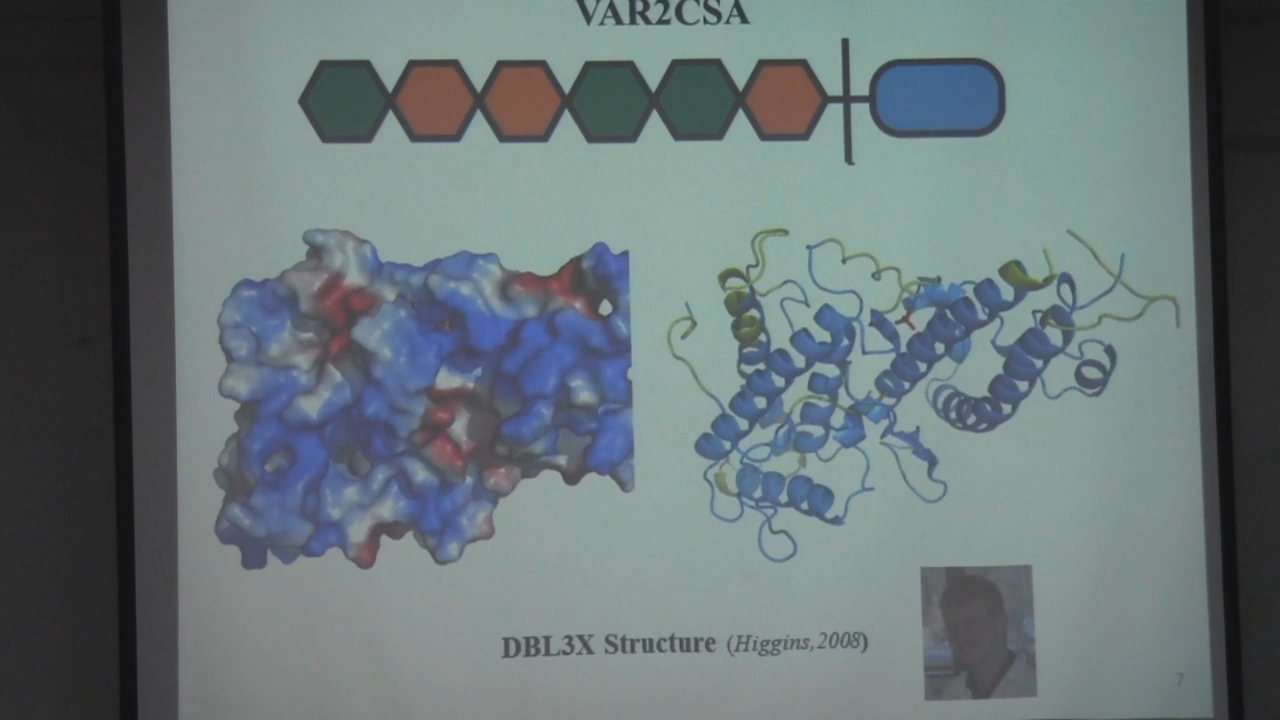 VAR2CSA
DBL3X Structure (Higgins,2008)
7